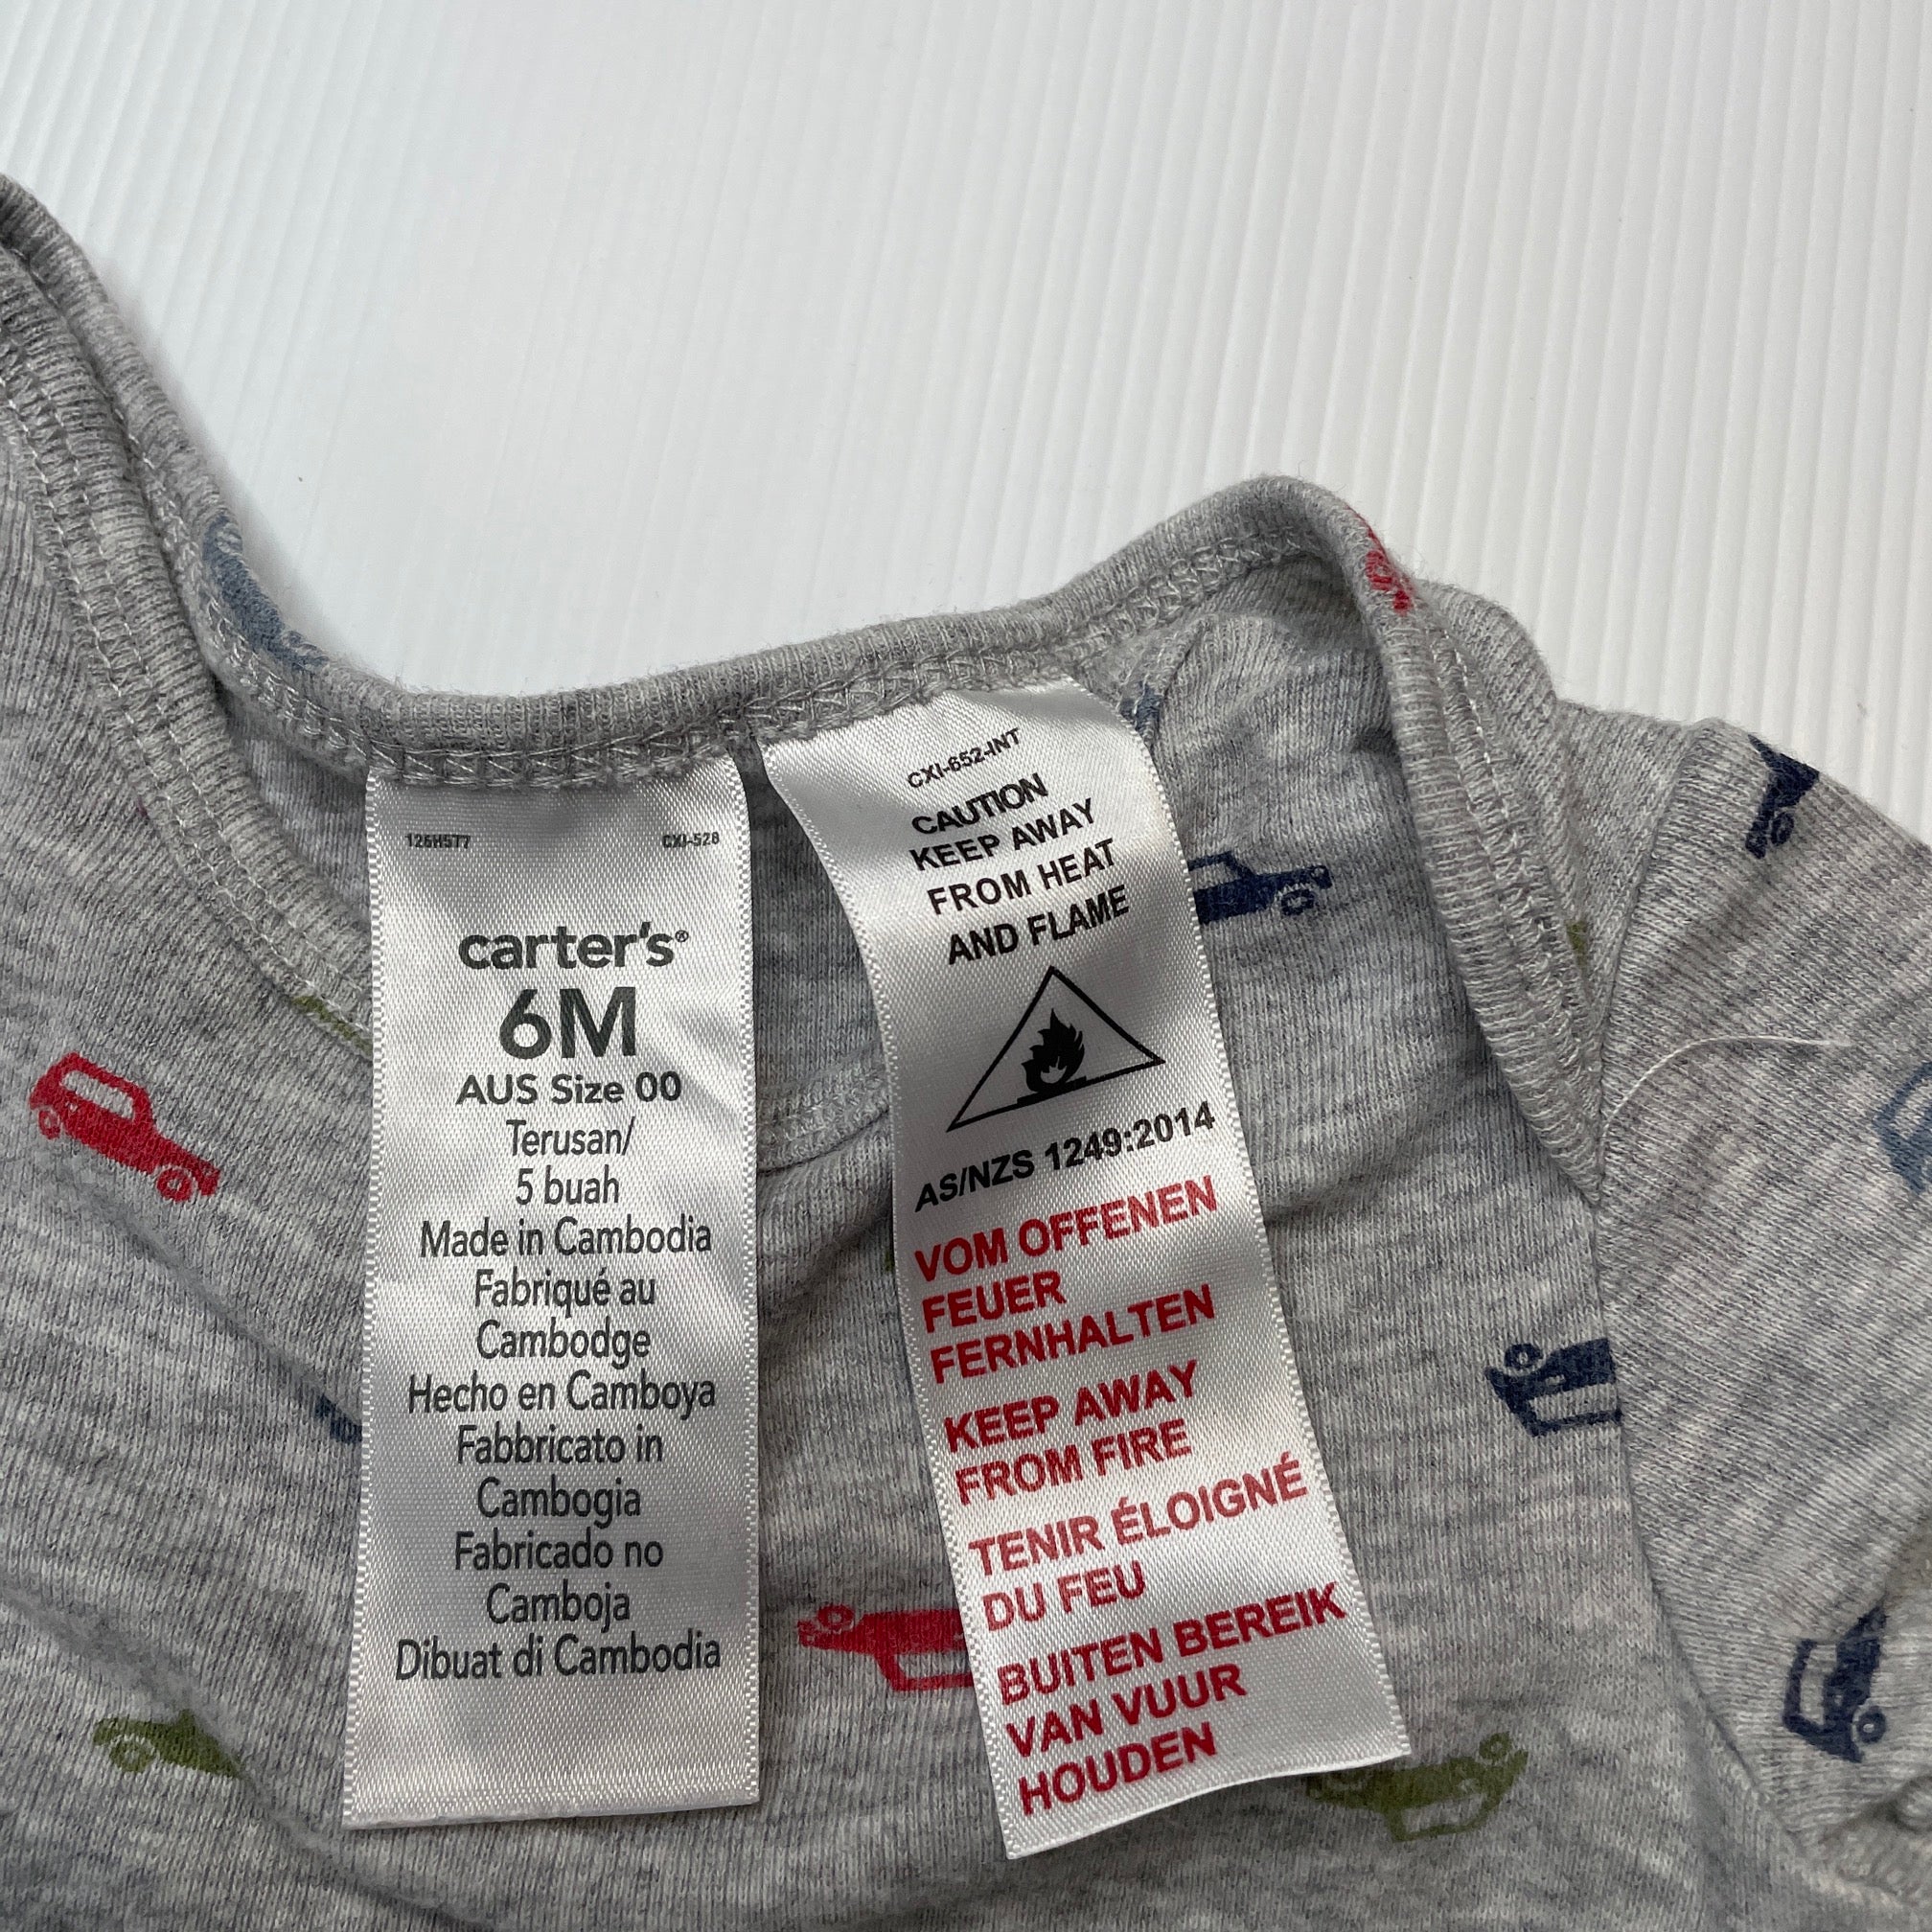 126H577 CXI-528
carter's®
6M
AUS Size 00
Terusan/
5 buah
Made in Cambodia
Fabriqué au
Cambodge
Hecho en Camboya
Fabbricato in
Cambogia
Fabricado no
Camboja
Dibuat di Cambodia
CXI-652-INT
CAUTION
KEEP AWAY
FROM HEAT
AND FLAME
AS/NZS 1249:2014
VOM OFFENEN
FEUER
FERNHALTEN
KEEP AWAY
FROM FIRE
TENIR ÉLOIGNÉ
DU FEU
BUITEN BEREIK
VAN VUUR
HOUDEN